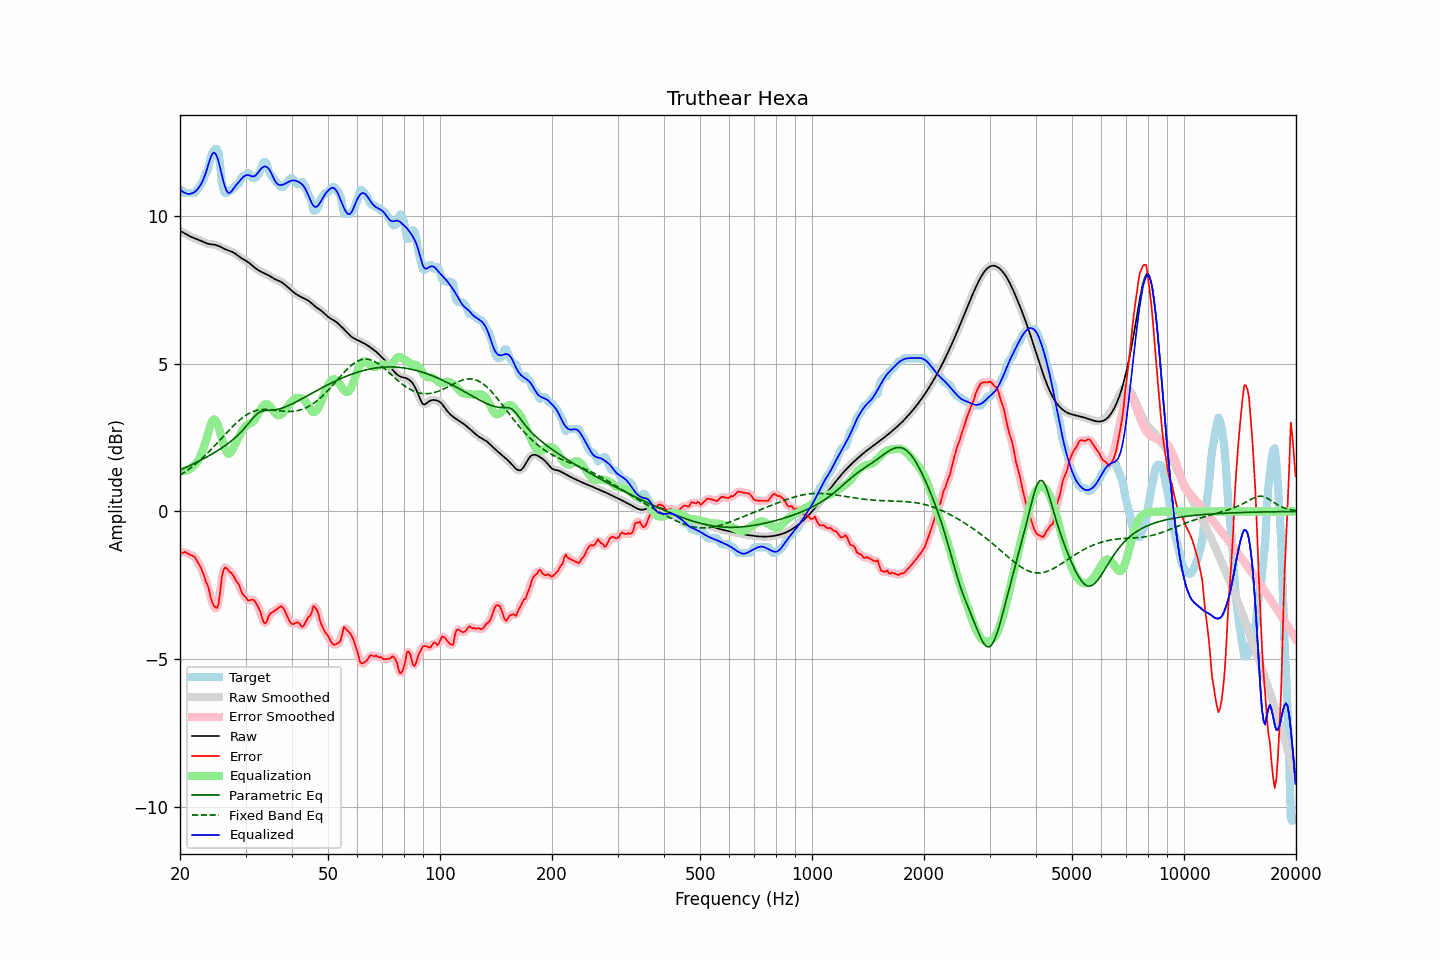 Truthear Hexa
Amplitude (dBr)
10
5
0
−5
−10
Target
Raw Smoothed
Error Smoothed
Raw
Error
Equalization
Parametric Eq
Fixed Band Eq
Equalized
20 50 100 200 500 1000 2000 5000 10000 20000
Frequency (Hz)